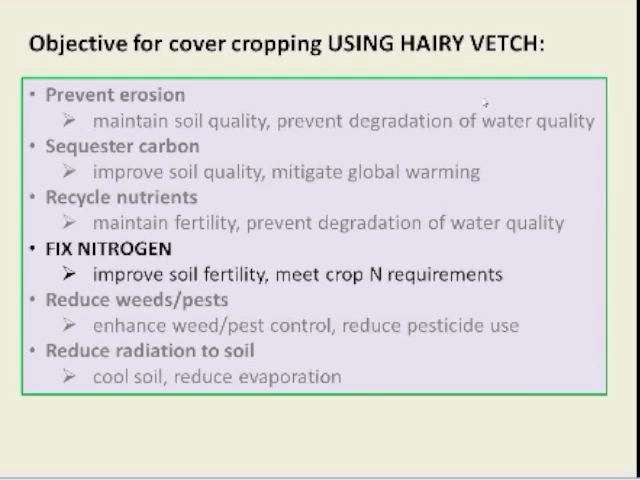 Objective for cover cropping USING HAIRY VETCH:
• Prevent erosion
➢ maintain soil quality, prevent degradation of water quality
• Sequester carbon
➢ improve soil quality, mitigate global warming
• Recycle nutrients
➢ maintain fertility, prevent degradation of water quality
• FIX NITROGEN
➢ improve soil fertility, meet crop N requirements
• Reduce weeds/pests
➢ enhance weed/pest control, reduce pesticide use
• Reduce radiation to soil
➢ cool soil, reduce evaporation